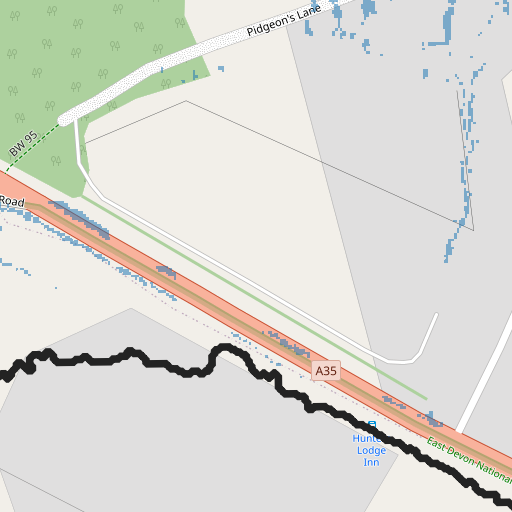 Pidgeon's Lane
BW 95
Road
A35
Hunters
Lodge
Inn
East Devon National